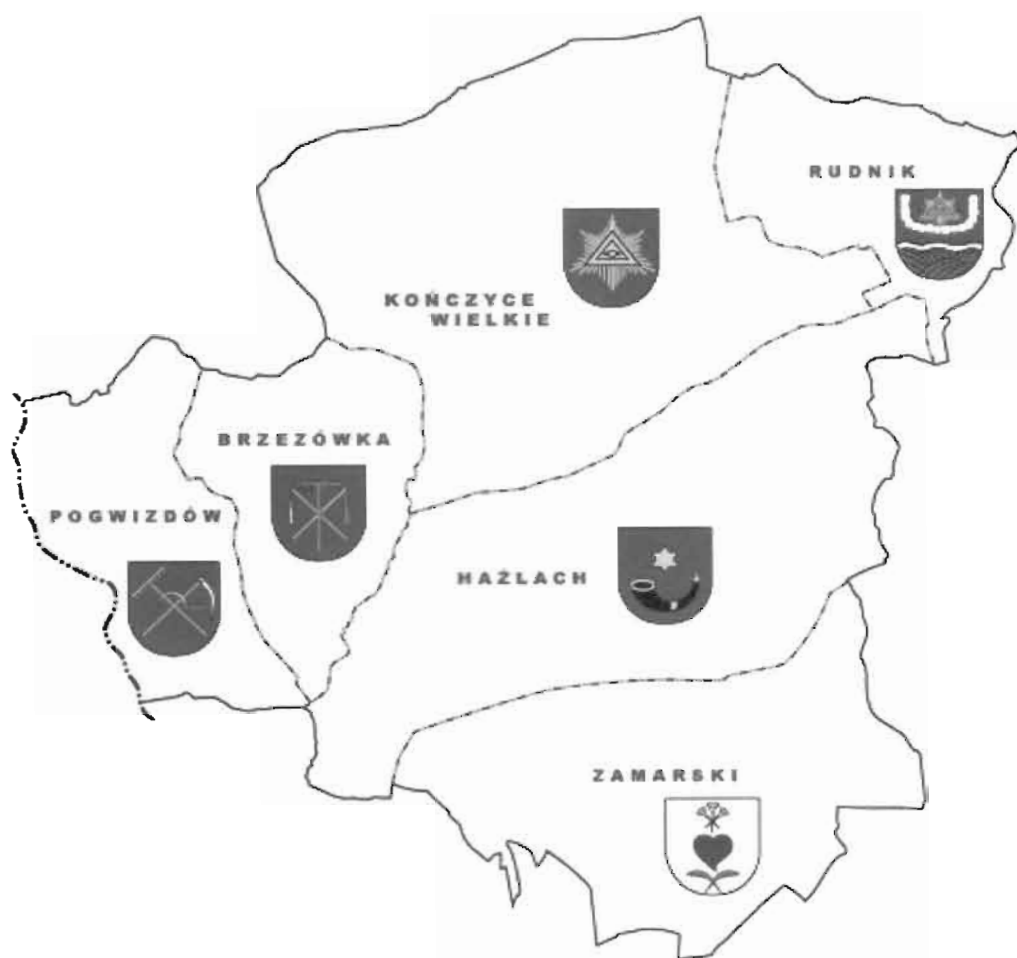 RUDNIK
KOŃCZYCE
WIELKIE
BRZEZÓWKA
POGWIZDÓW
HAŻLACH
ZAMARSKI